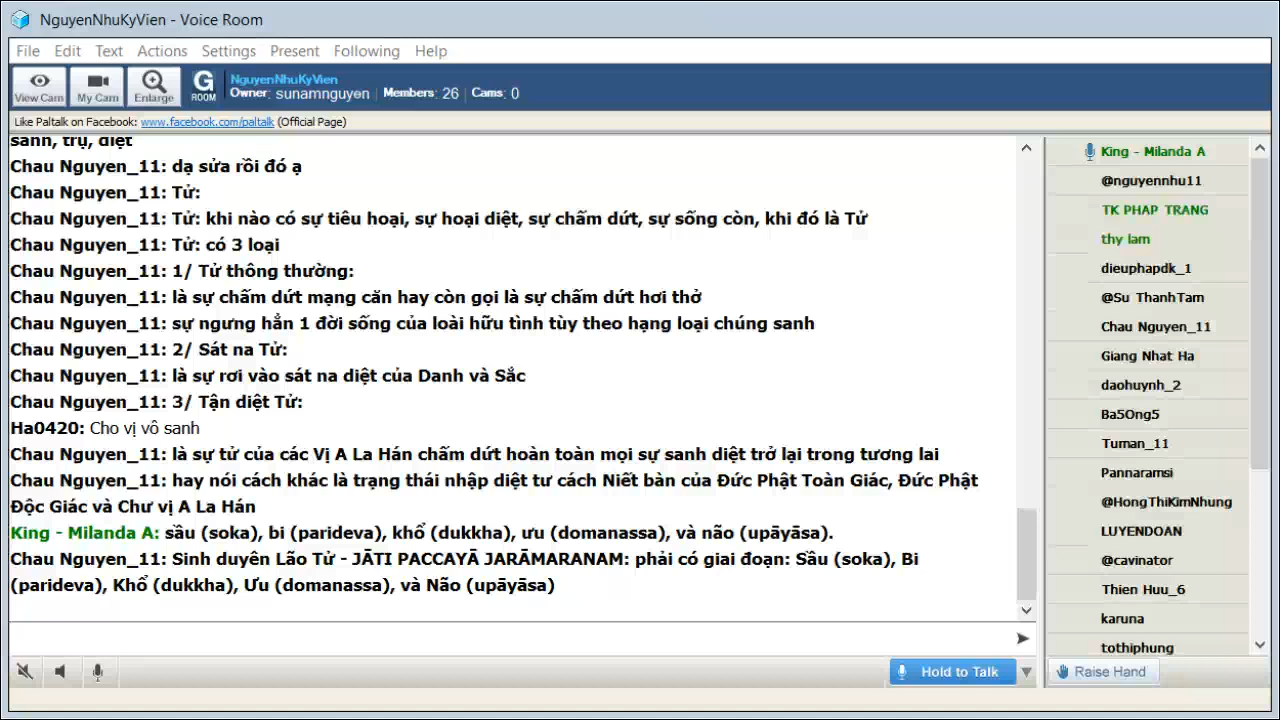 NguyenNhuKyVien - Voice Room
File Edit Text Actions Settings Present Following Help
View Cam My Cam Enlarge G ROOM NguyenNhuKyVien
Owner: sunamnguyen | Members: 26 | Cams: 0
Like Paltalk on Facebook: www.facebook.com/paltalk (Official Page)
sanh, trụ, diệt
Chau Nguyen_11: dạ sửa rồi đó ạ
Chau Nguyen_11: Tử:
Chau Nguyen_11: Tử: khi nào có sự tiêu hoại, sự hoại diệt, sự chấm dứt, sự sống còn, khi đó là Tử
Chau Nguyen_11: Tử: có 3 loại
Chau Nguyen_11: 1/ Tử thông thường:
Chau Nguyen_11: là sự chấm dứt mạng căn hay còn gọi là sự chấm dứt hơi thở
Chau Nguyen_11: sự ngưng hẳn 1 đời sống của loài hữu tình tùy theo hạng loại chúng sanh
Chau Nguyen_11: 2/ Sát na Tử:
Chau Nguyen_11: là sự rơi vào sát na diệt của Danh và Sắc
Chau Nguyen_11: 3/ Tận diệt Tử:
Ha0420: Cho vị vô sanh
Chau Nguyen_11: là sự tử của các Vị A La Hán chấm dứt hoàn toàn mọi sự sanh diệt trở lại trong tương lai
Chau Nguyen_11: hay nói cách khác là trạng thái nhập diệt tư cách Niết bàn của Đức Phật Toàn Giác, Đức Phật
Độc Giác và Chư vị A La Hán
King - Milanda A: sầu (soka), bi (parideva), khổ (dukkha), ưu (domanassa), và não (upāyāsa).
Chau Nguyen_11: Sinh duyên Lão Tử - JĀTI PACCAYĀ JARĀMARANAM: phải có giai đoạn: Sầu (soka), Bi
(parideva), Khổ (dukkha), Ưu (domanassa), và Não (upāyāsa)
King - Milanda A
@nguyennhu11
TK PHAP TRANG
thy lam
dieuphapdk_1
@Su ThanhTam
Chau Nguyen_11
Giang Nhat Ha
daohuynh_2
Ba5Ong5
Tuman_11
Pannaramsi
@HongThiKimNhung
LUYENDOAN
@cavinator
Thien Huu_6
karuna
tothiphung
Hold to Talk
Raise Hand